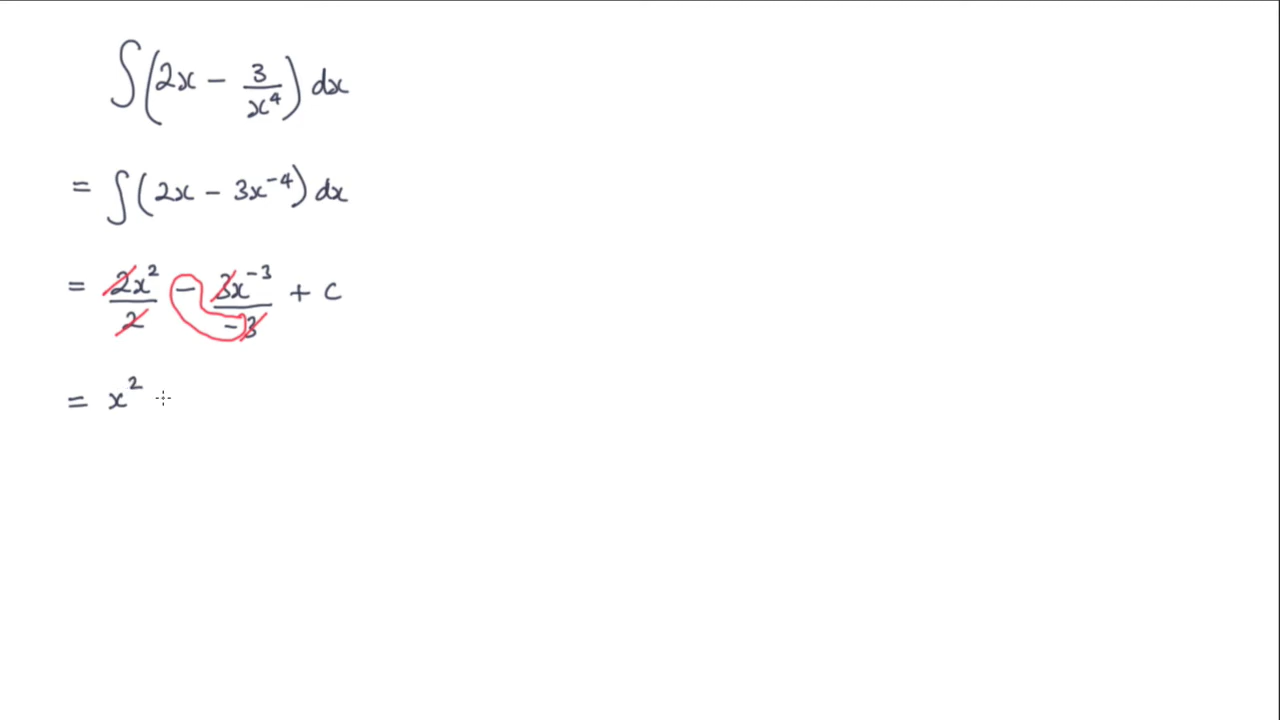 ∫(2x − 3/x⁴) dx
= ∫(2x − 3x⁻⁴) dx
= 2x²/2 − 3x⁻³/−3 + c
= x²